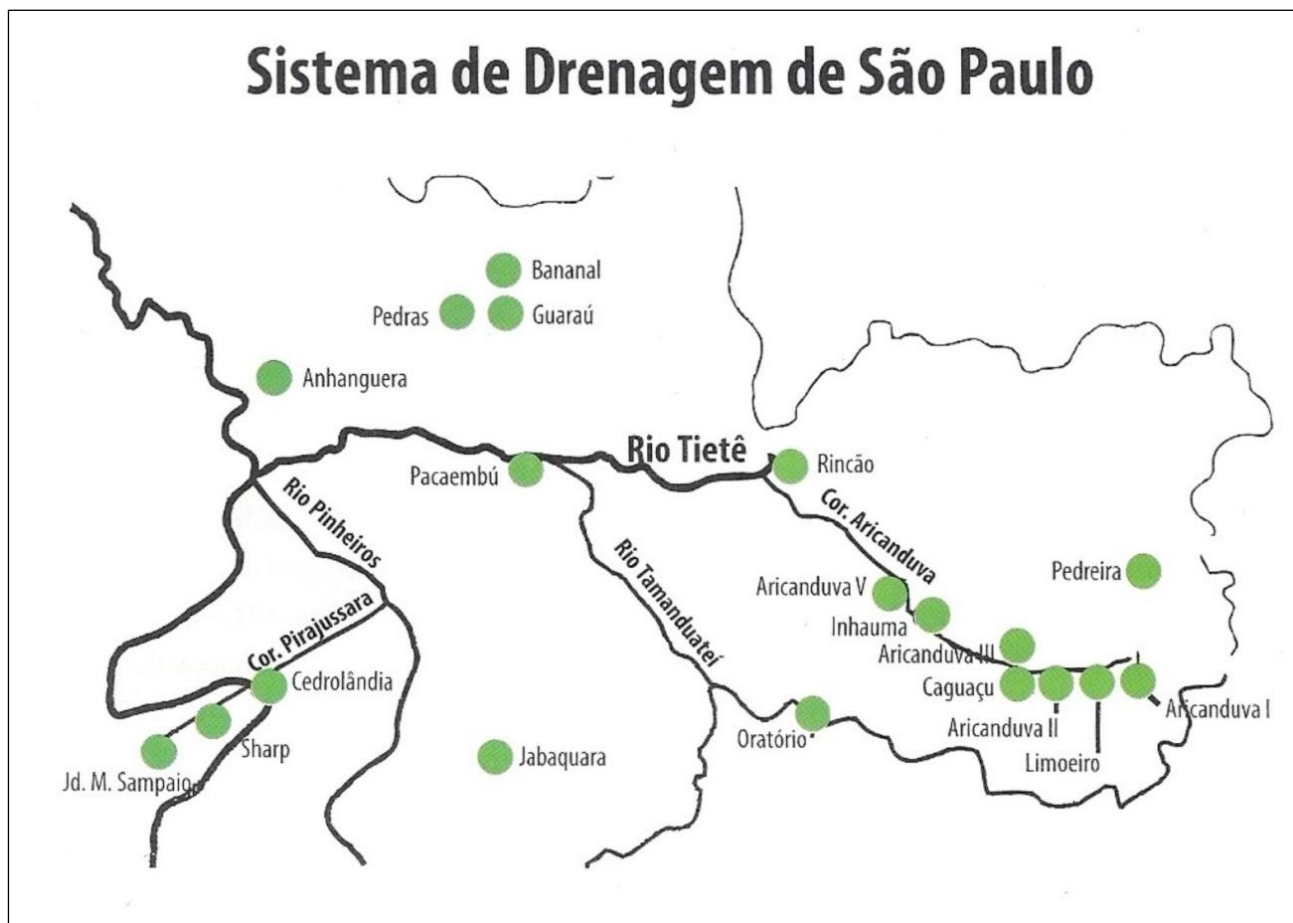 Sistema de Drenagem de São Paulo
Bananal
Pedras
Guaraú
Anhanguera
Rio Tietê
Rincão
Pacaembú
Rio Pinheiros
Cor. Aricanduva
Rio Tamanduateí
Pedreira
Aricanduva V
Inhauma
Cor. Pirajussara
Aricanduva III
Cedrolândia
Caguaçu
Aricanduva I
Aricanduva II
Sharp
Oratório
Jabaquara
Limoeiro
Jd. M. Sampaio